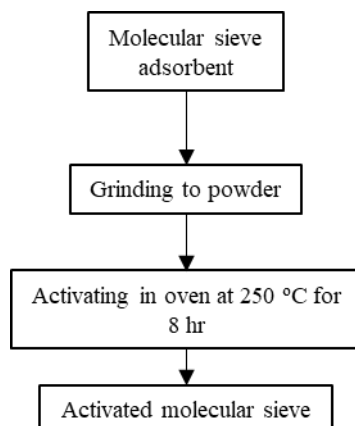 Molecular sieve
adsorbent
Grinding to powder
Activating in oven at 250 °C for
8 hr
Activated molecular sieve